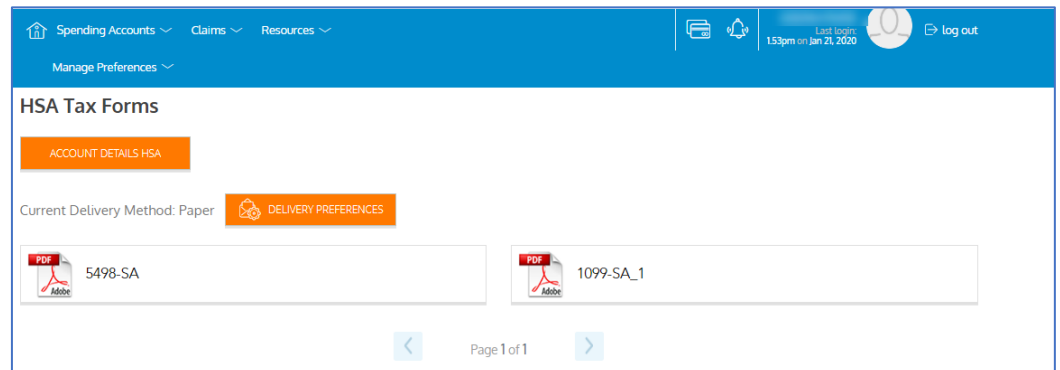 Spending Accounts Claims Resources
Last login:
1.53pm on Jan 21, 2020
log out
Manage Preferences
HSA Tax Forms
ACCOUNT DETAILS HSA
Current Delivery Method: Paper DELIVERY PREFERENCES
PDF Adobe 5498-SA
PDF Adobe 1099-SA_1
Page 1 of 1